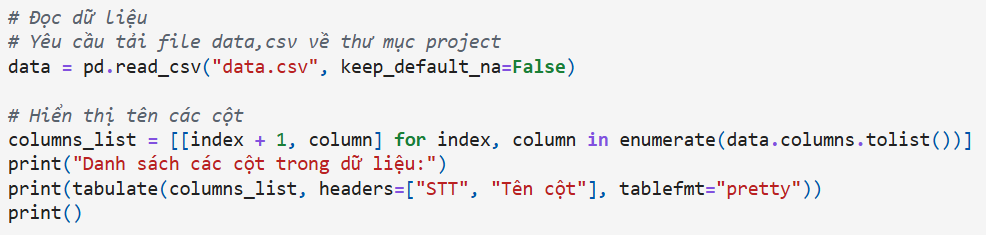 # Đọc dữ liệu
# Yêu cầu tải file data,csv về thư mục project
data = pd.read_csv("data.csv", keep_default_na=False)
# Hiển thị tên các cột
columns_list = [[index + 1, column] for index, column in enumerate(data.columns.tolist())]
print("Danh sách các cột trong dữ liệu:")
print(tabulate(columns_list, headers=["STT", "Tên cột"], tablefmt="pretty"))
print()